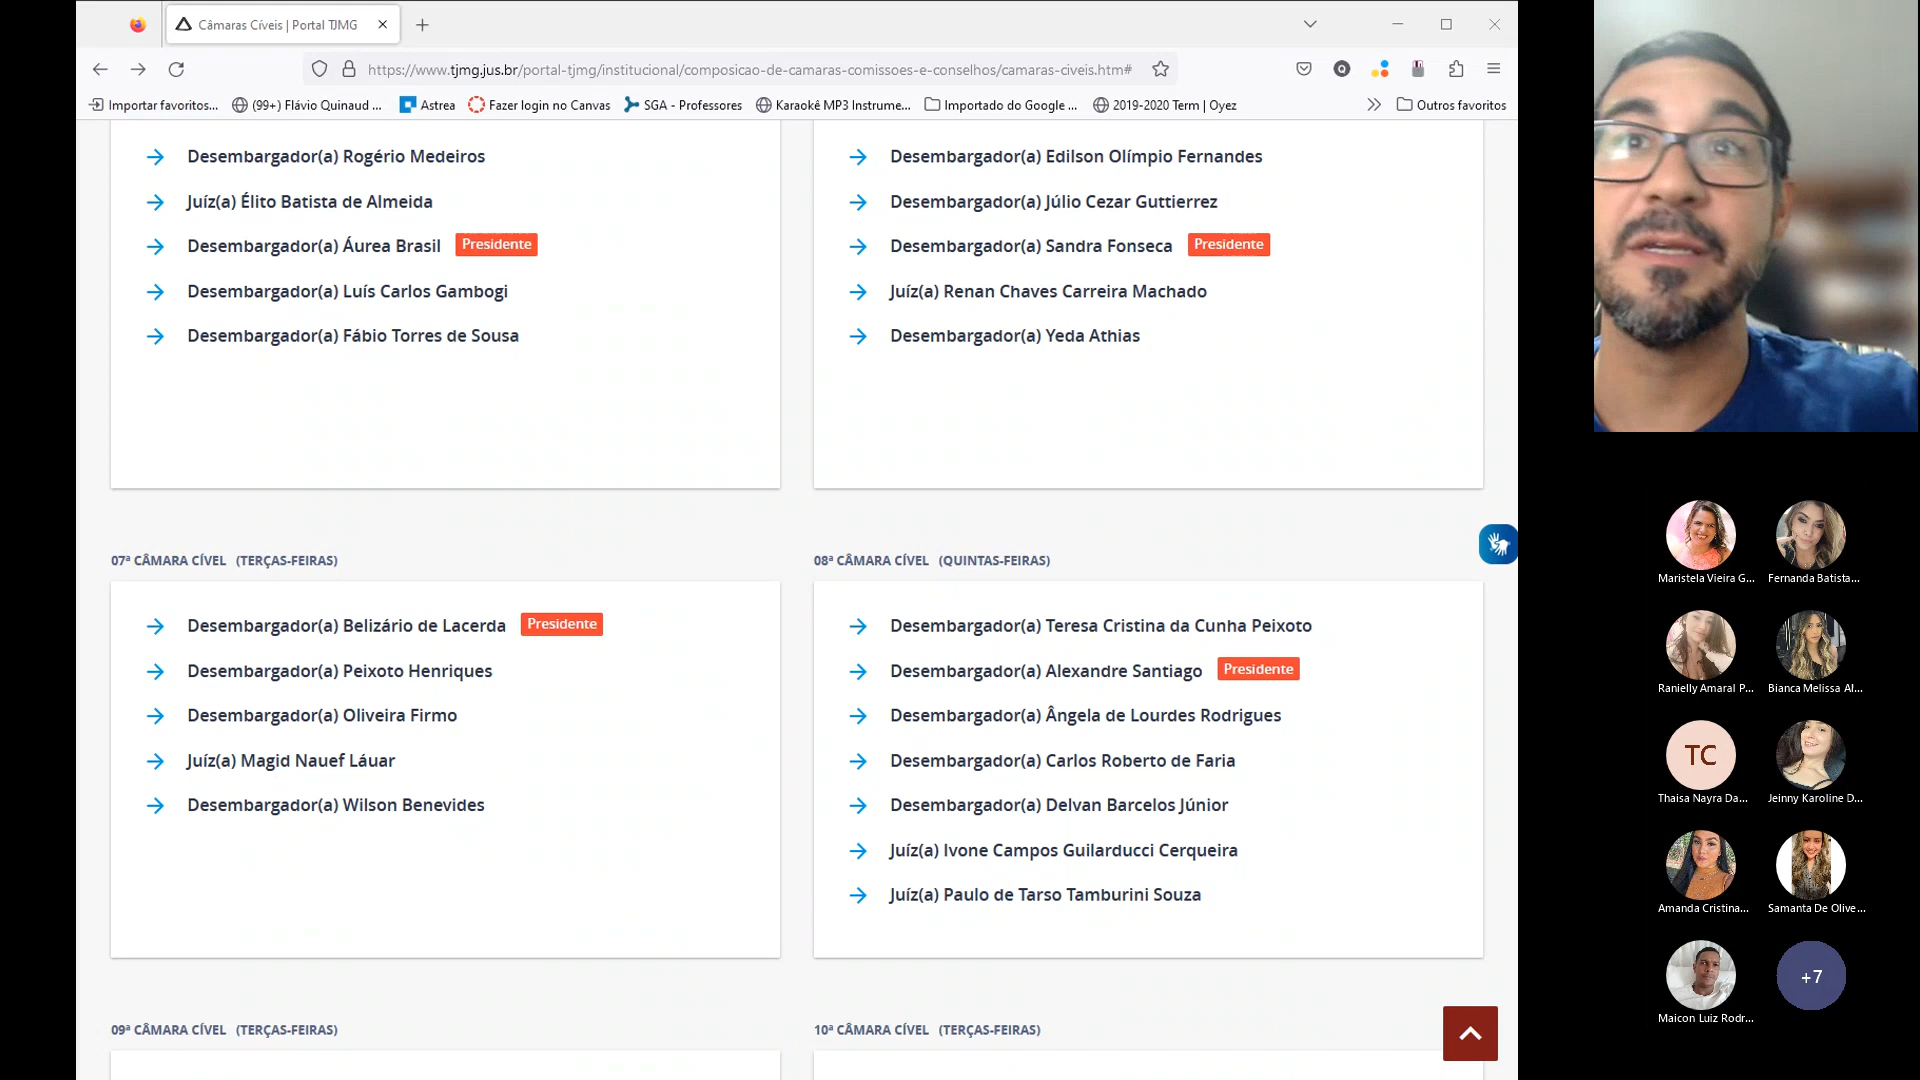 Câmaras Cíveis | Portal TJMG
https://www.tjmg.jus.br/portal-tjmg/institucional/composicao-de-camaras-comissoes-e-conselhos/camaras-civeis.htm#
Importar favoritos...
(99+) Flávio Quinaud ...
Astrea
Fazer login no Canvas
SGA - Professores
Karaokê MP3 Instrume...
Importado do Google ...
2019-2020 Term | Oyez
Outros favoritos
Desembargador(a) Rogério Medeiros
Juíz(a) Élito Batista de Almeida
Desembargador(a) Áurea Brasil Presidente
Desembargador(a) Luís Carlos Gambogi
Desembargador(a) Fábio Torres de Sousa
Desembargador(a) Edilson Olímpio Fernandes
Desembargador(a) Júlio Cezar Guttierrez
Desembargador(a) Sandra Fonseca Presidente
Juíz(a) Renan Chaves Carreira Machado
Desembargador(a) Yeda Athias
07ª CÂMARA CÍVEL (TERÇAS-FEIRAS)
Desembargador(a) Belizário de Lacerda Presidente
Desembargador(a) Peixoto Henriques
Desembargador(a) Oliveira Firmo
Juíz(a) Magid Nauef Láuar
Desembargador(a) Wilson Benevides
08ª CÂMARA CÍVEL (QUINTAS-FEIRAS)
Desembargador(a) Teresa Cristina da Cunha Peixoto
Desembargador(a) Alexandre Santiago Presidente
Desembargador(a) Ângela de Lourdes Rodrigues
Desembargador(a) Carlos Roberto de Faria
Desembargador(a) Delvan Barcelos Júnior
Juíz(a) Ivone Campos Guilarducci Cerqueira
Juíz(a) Paulo de Tarso Tamburini Souza
09ª CÂMARA CÍVEL (TERÇAS-FEIRAS)
10ª CÂMARA CÍVEL (TERÇAS-FEIRAS)
Maristela Vieira G...
Fernanda Batista...
Ranielly Amaral P...
Bianca Melissa Al...
TC
Thaisa Nayra Da...
Jeinny Karoline D...
Amanda Cristina...
Samanta De Olive...
Maicon Luiz Rodr...
+7